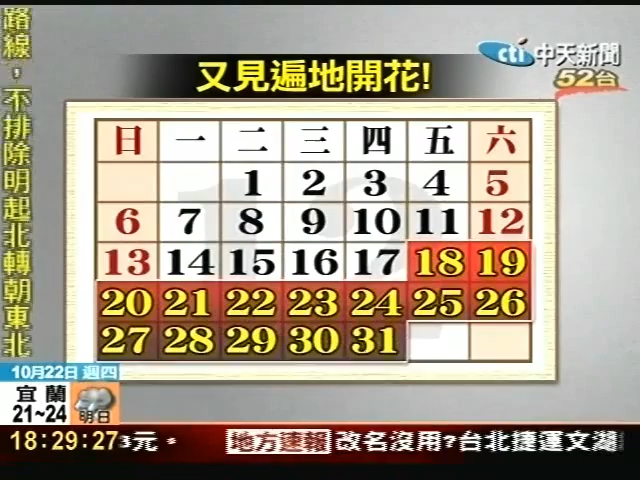 路線，不排除明起北轉朝東北
cti 中天新聞
52台
又見遍地開花!
日 一 二 三 四 五 六
1 2 3 4 5
6 7 8 9 10 11 12
13 14 15 16 17 18 19
20 21 22 23 24 25 26
27 28 29 30 31
12
10月22日 週四
宜蘭
21~24
明日
18:29:27
3元。 地方速報 改名沒用?台北捷運文湖